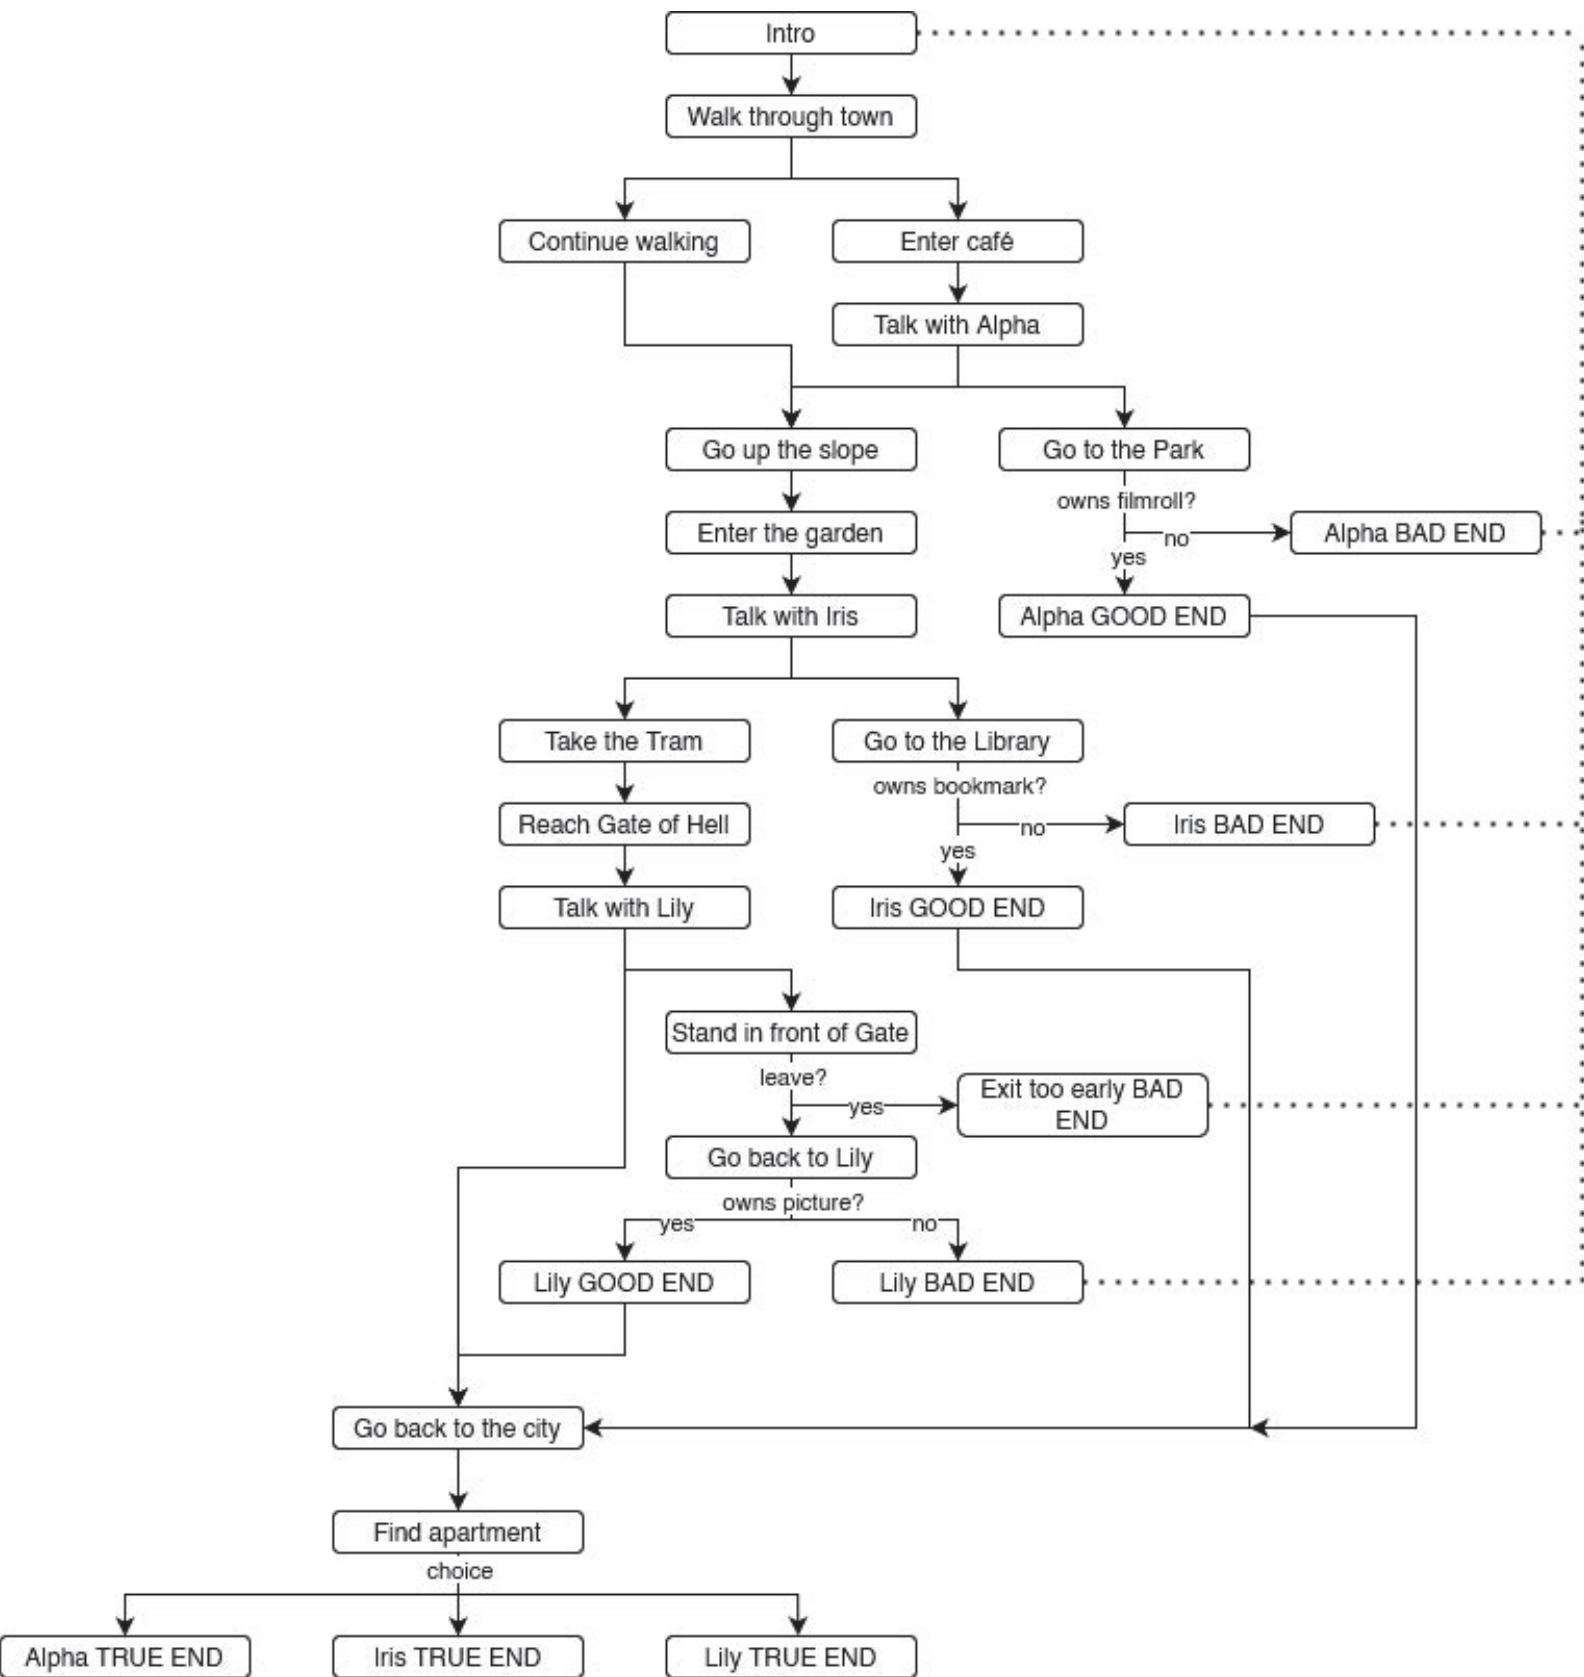 Intro
Walk through town
Continue walking
Enter café
Talk with Alpha
Go up the slope
Go to the Park
owns filmroll?
Enter the garden
no
Alpha BAD END
yes
Talk with Iris
Alpha GOOD END
Take the Tram
Go to the Library
owns bookmark?
Reach Gate of Hell
no
Iris BAD END
yes
Talk with Lily
Iris GOOD END
Stand in front of Gate
leave?
yes
Exit too early BAD
END
Go back to Lily
owns picture?
yes
no
Lily GOOD END
Lily BAD END
Go back to the city
Find apartment
choice
Alpha TRUE END
Iris TRUE END
Lily TRUE END